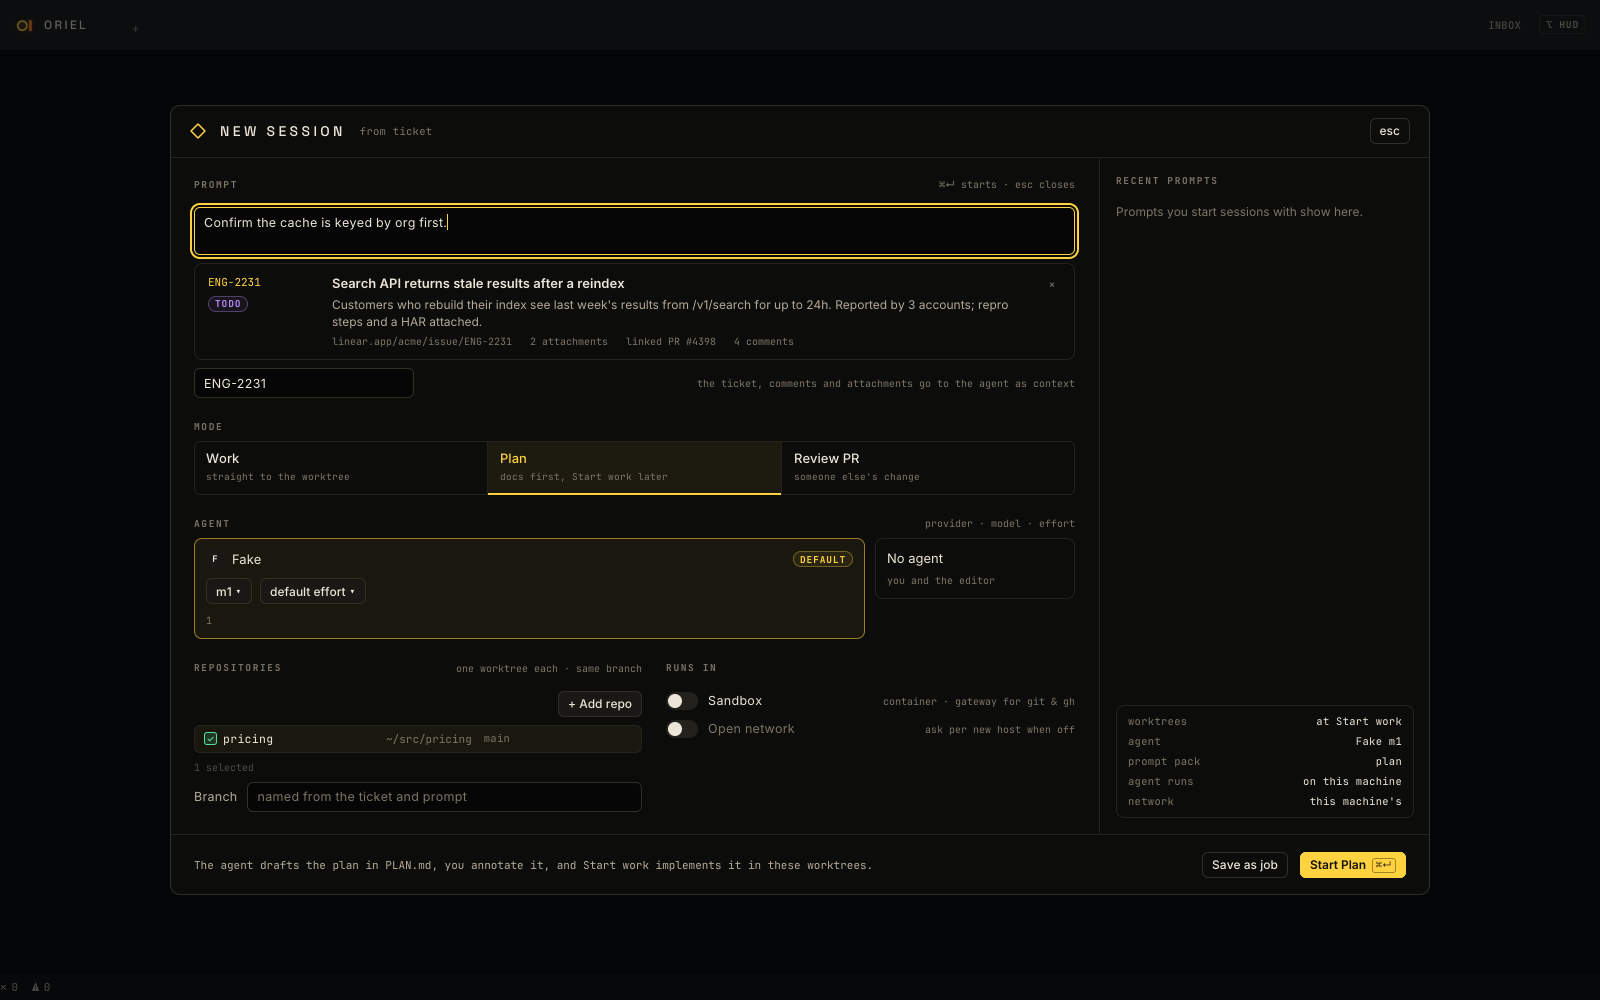 ORIEL
+
INBOX
⌥ HUD
NEW SESSION from ticket
esc
PROMPT
⌘↵ starts · esc closes
Confirm the cache is keyed by org first.
ENG-2231
TODO
Search API returns stale results after a reindex
×
Customers who rebuild their index see last week's results from /v1/search for up to 24h. Reported by 3 accounts; repro
steps and a HAR attached.
linear.app/acme/issue/ENG-2231 2 attachments linked PR #4398 4 comments
ENG-2231
the ticket, comments and attachments go to the agent as context
MODE
Work
straight to the worktree
Plan
docs first, Start work later
Review PR
someone else's change
AGENT
provider · model · effort
F Fake
DEFAULT
m1 ▾
default effort ▾
1
No agent
you and the editor
REPOSITORIES
one worktree each · same branch
+ Add repo
pricing ~/src/pricing main
1 selected
Branch named from the ticket and prompt
RUNS IN
Sandbox container · gateway for git & gh
Open network ask per new host when off
RECENT PROMPTS
Prompts you start sessions with show here.
worktrees at Start work
agent Fake m1
prompt pack plan
agent runs on this machine
network this machine's
The agent drafts the plan in PLAN.md, you annotate it, and Start work implements it in these worktrees.
Save as job
Start Plan ⌘↵
× 0 ▲ 0